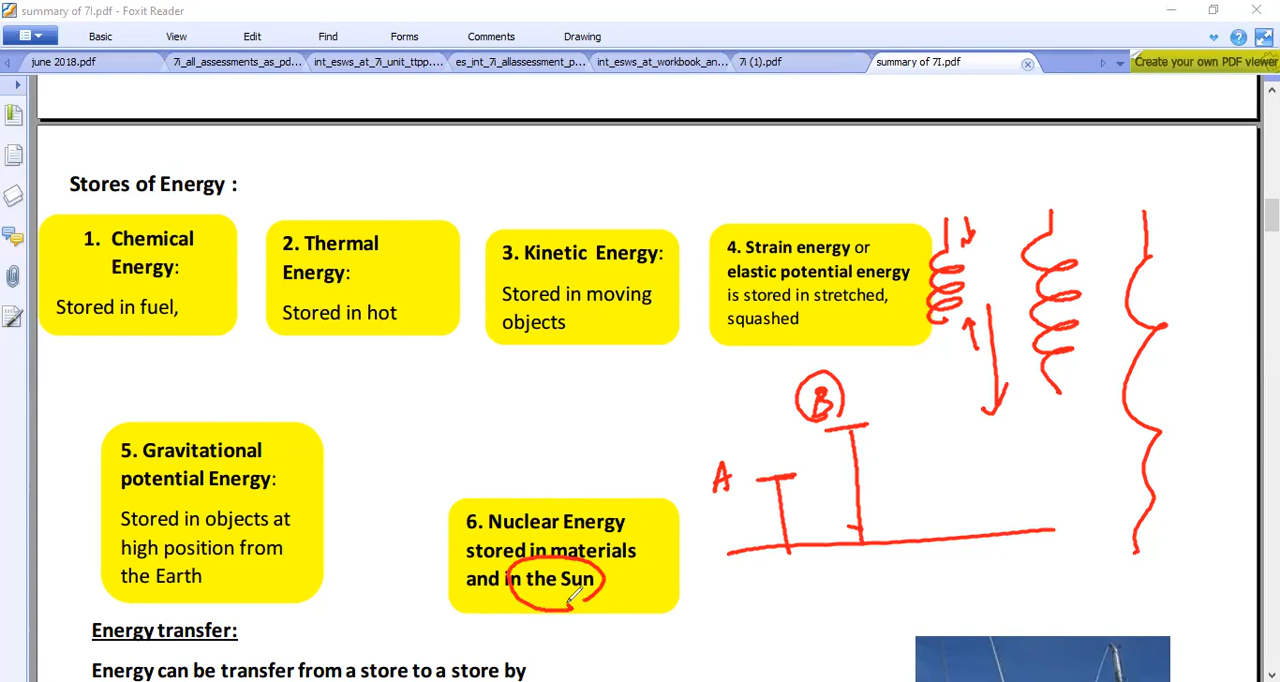 summary of 7I.pdf - Foxit Reader
Basic View Edit Find Forms Comments Drawing
june 2018.pdf 7i_all_assessments_as_pd... int_esws_at_7i_unit_ttpp.... es_int_7i_allassessment_p... int_esws_at_workbook_an... 7i (1).pdf summary of 7I.pdf Create your own PDF viewer
Stores of Energy :
1. Chemical
Energy:
Stored in fuel,
2. Thermal
Energy:
Stored in hot
3. Kinetic Energy:
Stored in moving
objects
4. Strain energy or
elastic potential energy
is stored in stretched,
squashed
B
A
5. Gravitational
potential Energy:
Stored in objects at
high position from
the Earth
6. Nuclear Energy
stored in materials
and in the Sun
Energy transfer:
Energy can be transfer from a store to a store by